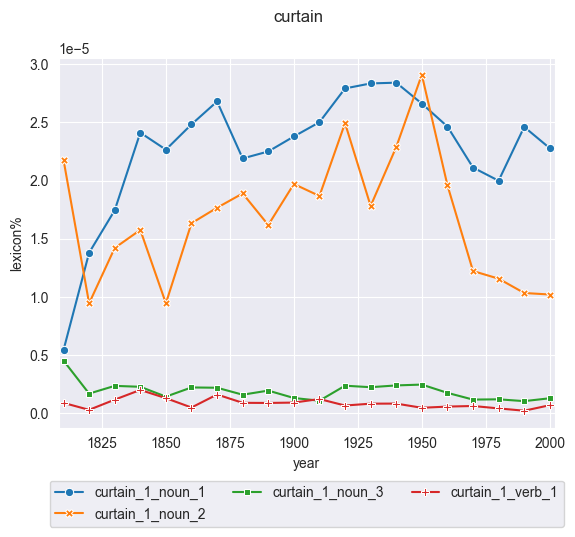 curtain
1e−5
3.0
2.5
2.0
1.5
1.0
0.5
0.0
lexicon%
1825 1850 1875 1900 1925 1950 1975 2000
year
curtain_1_noun_1 curtain_1_noun_3 curtain_1_verb_1
curtain_1_noun_2